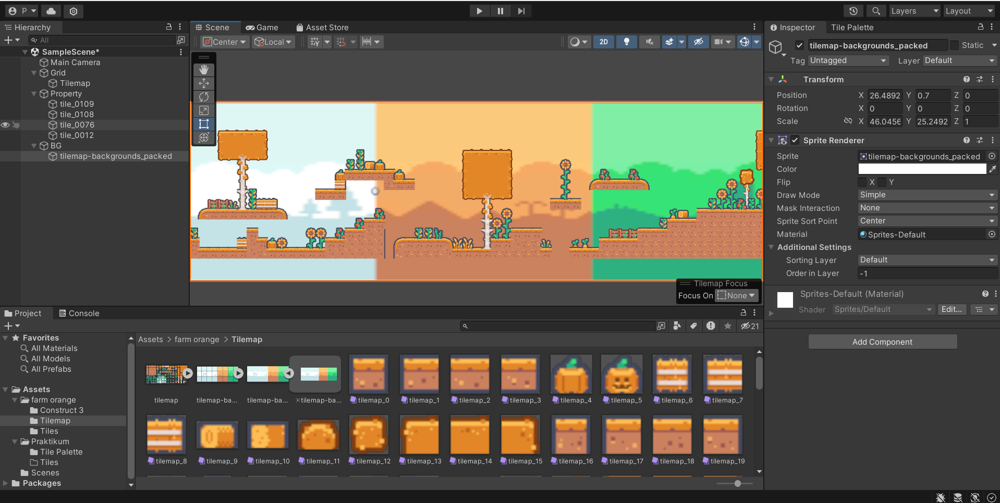 P
Layers
Layout
Hierarchy
All
SampleScene*
Main Camera
Grid
Tilemap
Property
tile_0109
tile_0108
tile_0076
tile_0012
BG
tilemap-backgrounds_packed
Scene
Game
Asset Store
Center
Local
2D
Tilemap Focus
Focus On
None
Inspector
Tile Palette
tilemap-backgrounds_packed
Static
Tag
Untagged
Layer
Default
Transform
Position X 26.4892 Y 0.7 Z 0
Rotation X 0 Y 0 Z 0
Scale X 46.0456 Y 25.2492 Z 1
Sprite Renderer
Sprite tilemap-backgrounds_packed
Color
Flip X Y
Draw Mode Simple
Mask Interaction None
Sprite Sort Point Center
Material Sprites-Default
Additional Settings
Sorting Layer Default
Order in Layer -1
Sprites-Default (Material)
Shader Sprites/Default Edit...
Add Component
Project
Console
21
Favorites
All Materials
All Models
All Prefabs
Assets
farm orange
Construct 3
Tilemap
Tiles
Praktikum
Tile Palette
Tiles
Scenes
Packages
Assets > farm orange > Tilemap
tilemap tilemap-ba... tilemap-ba... tilemap-ba... tilemap_0 tilemap_1 tilemap_2 tilemap_3 tilemap_4 tilemap_5 tilemap_6 tilemap_7
tilemap_8 tilemap_9 tilemap_10 tilemap_11 tilemap_12 tilemap_13 tilemap_14 tilemap_15 tilemap_16 tilemap_17 tilemap_18 tilemap_19